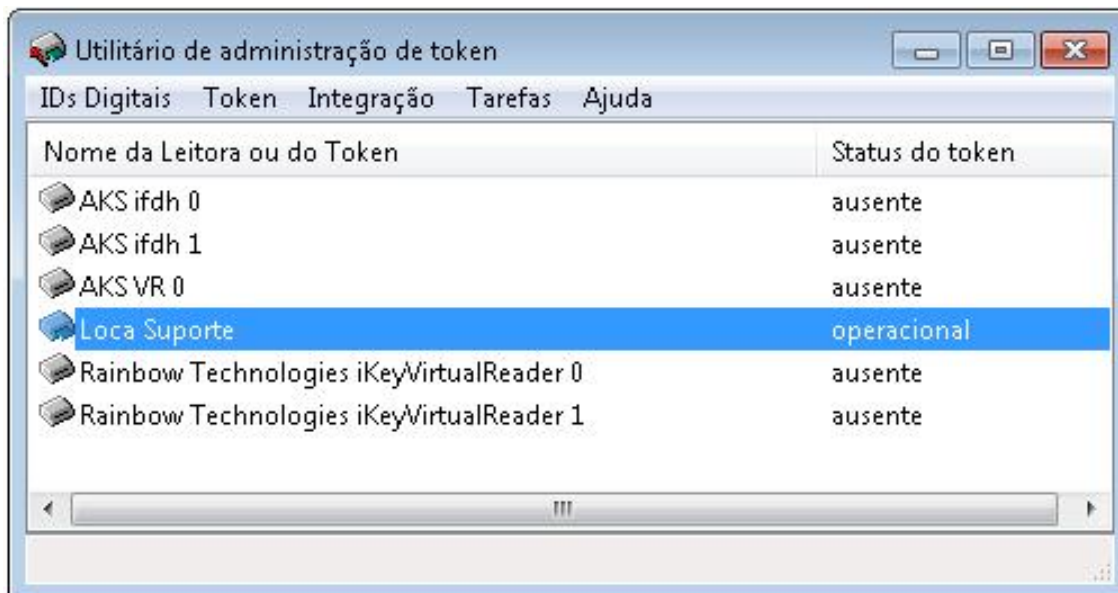 Utilitário de administração de token
IDs Digitais Token Integração Tarefas Ajuda
Nome da Leitora ou do Token Status do token
AKS ifdh 0 ausente
AKS ifdh 1 ausente
AKS VR 0 ausente
Loca Suporte operacional
Rainbow Technologies iKeyVirtualReader 0 ausente
Rainbow Technologies iKeyVirtualReader 1 ausente